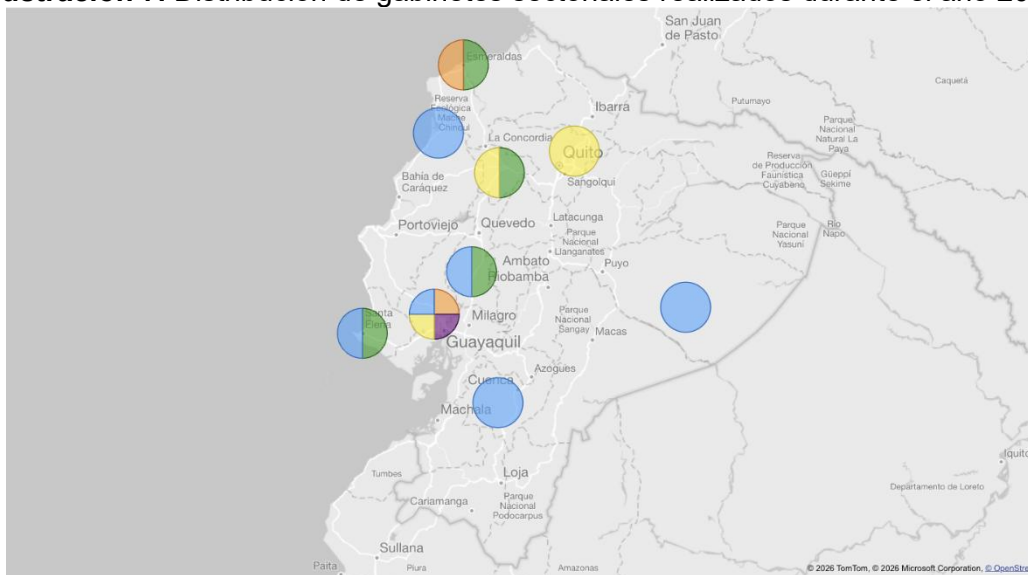 Distribución de gabinetes sectoriales realizados durante el año
San Juan
de Pasto
Esmeraldas
Caquetá
Reserva
Ecológica
Mache
Chindul
Ibarra
Putumayo
Parque
Nacional
Natural La
Paya
La Concordia
Quito
Reserva
de Producción
Faunística
Cuyabeno
Güeppi
Sekime
Sangolquí
Bahía de
Caráquez
Portoviejo
Quevedo
Latacunga
Parque
Nacional
Llanganates
Parque
Nacional
Yasuni
Río
Napo
Ambato
Riobamba
Puyo
Santa
Elena
Milagro
Parque
Nacional
Sangay
Macas
Guayaquil
Cuenca
Azogues
Machala
Tumbes
Loja
Iquito
Cariamanga
Parque
Nacional
Podocarpus
Departamento de Loreto
Sullana
Paita
Piura
Amazonas
© 2026 TomTom, © 2026 Microsoft Corporation, © OpenStre